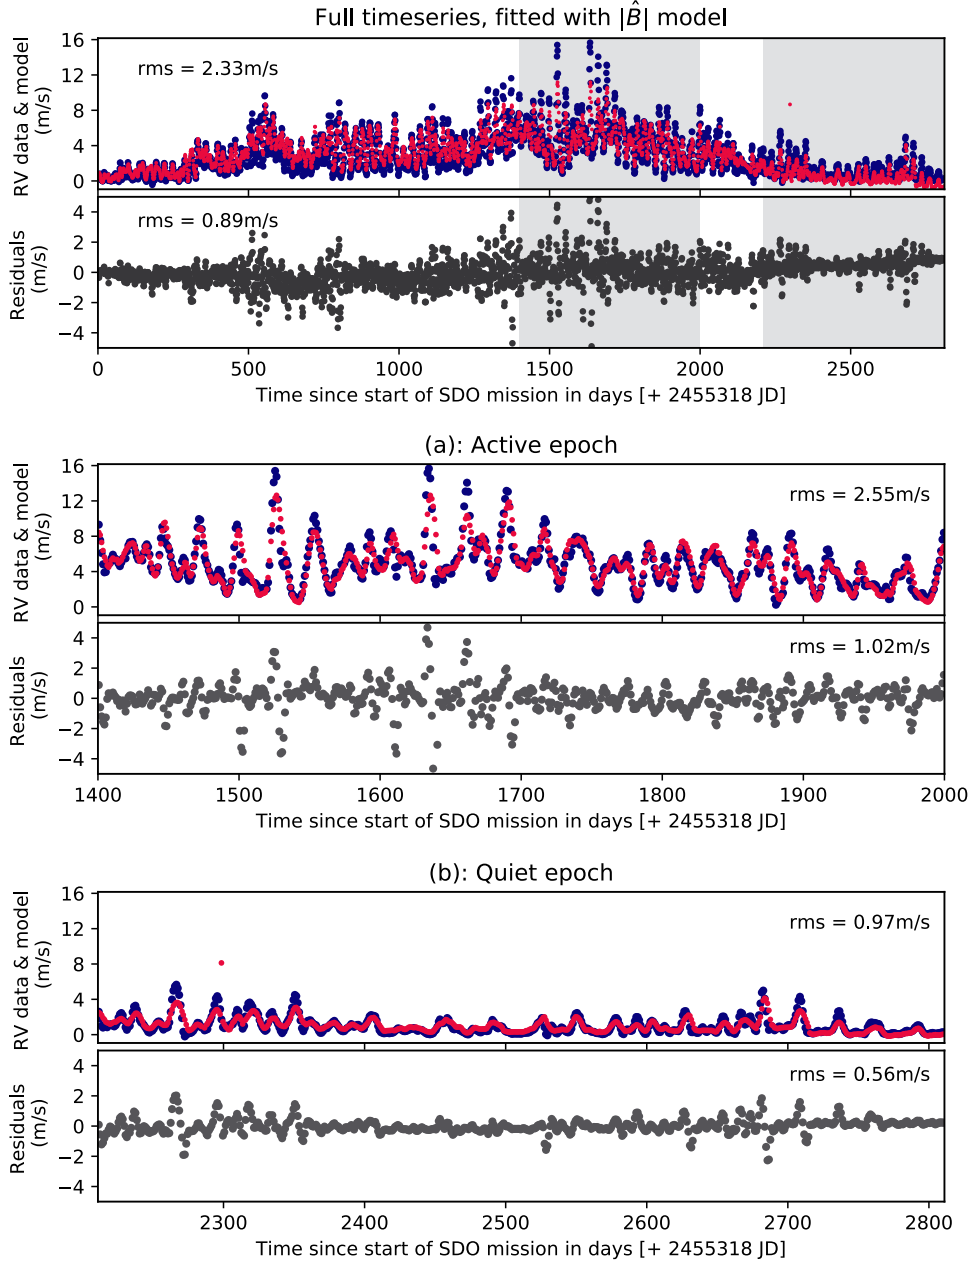 Full timeseries, fitted with |B̂| model
RV data & model
(m/s)
16
12
8
4
0
rms = 2.33m/s
Residuals
(m/s)
4
2
0
−2
−4
rms = 0.89m/s
0 500 1000 1500 2000 2500
Time since start of SDO mission in days [+ 2455318 JD]
(a): Active epoch
RV data & model
(m/s)
16
12
8
4
0
rms = 2.55m/s
Residuals
(m/s)
4
2
0
−2
−4
rms = 1.02m/s
1400 1500 1600 1700 1800 1900 2000
Time since start of SDO mission in days [+ 2455318 JD]
(b): Quiet epoch
RV data & model
(m/s)
16
12
8
4
0
rms = 0.97m/s
Residuals
(m/s)
4
2
0
−2
−4
rms = 0.56m/s
2300 2400 2500 2600 2700 2800
Time since start of SDO mission in days [+ 2455318 JD]